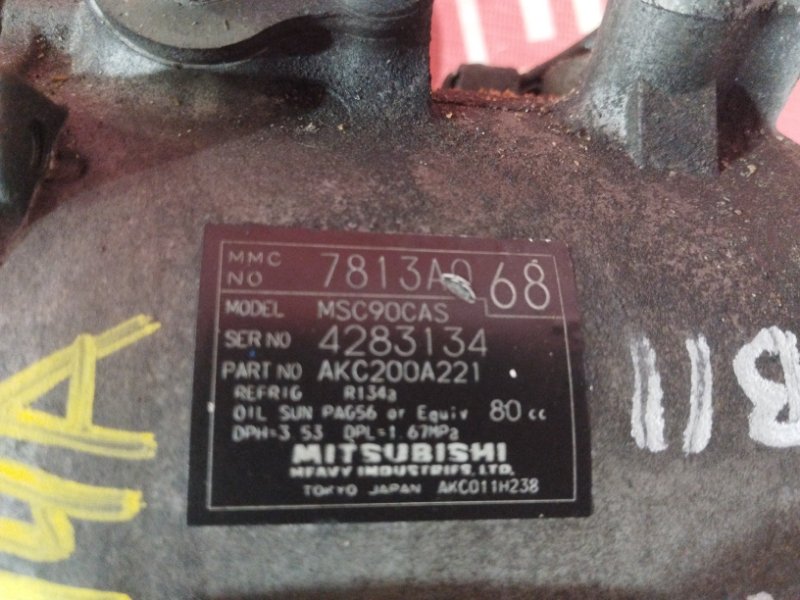 MMC NO 7813A068
MODEL MSC90CAS
SER NO 4283134
PART NO AKC200A221
REFRIG R134a
OIL SUN PAG56 or Equiv 80 cc
DPH=3.53 DPL=1.67MPa
MITSUBISHI
HEAVY INDUSTRIES, LTD.
TOKYO JAPAN AKC011H238